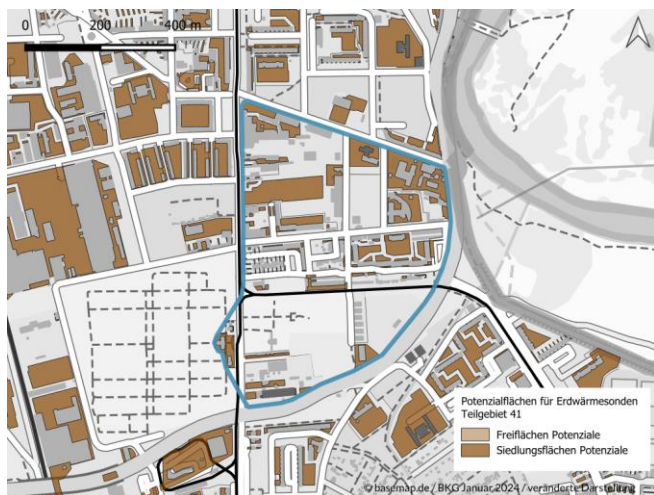 0 200 400 m
Potenzialflächen für Erdwärmesonden
Teilgebiet 41
Freiflächen Potenziale
Siedlungsflächen Potenziale
© basemap.de / BKG Januar 2024 / veränderte Darstellung